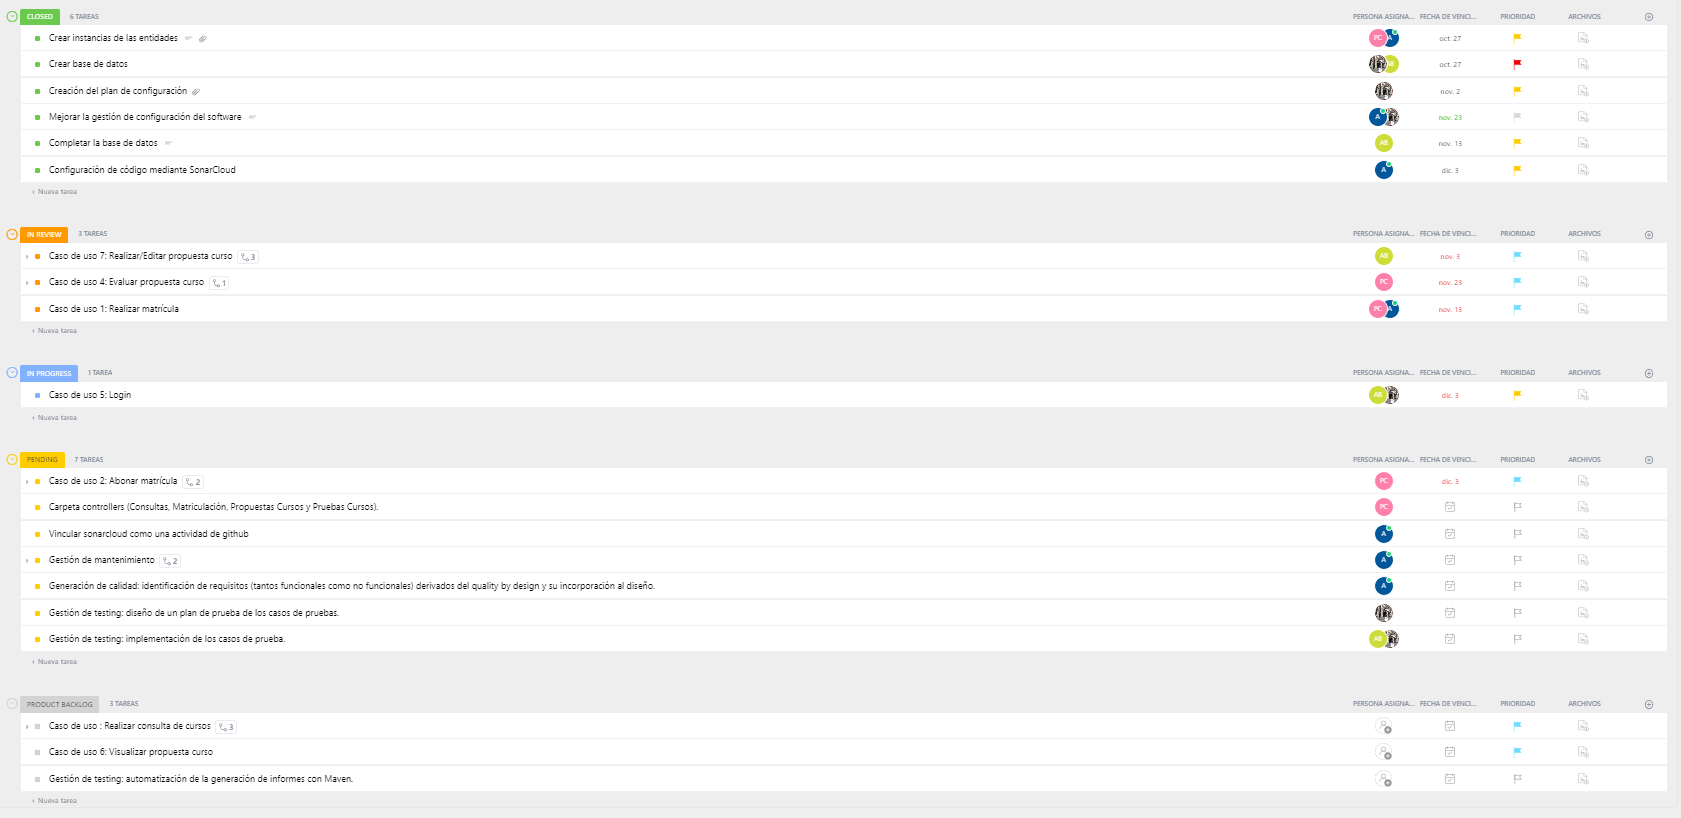 CLOSED 6 TAREAS PERSONA ASIGNA... FECHA DE VENCI... PRIORIDAD ARCHIVOS
Crear instancias de las entidades PC A oct. 27
Crear base de datos AB oct. 27
Creación del plan de configuración nov. 2
Mejorar la gestión de configuración del software A nov. 23
Completar la base de datos AB nov. 13
Configuración de código mediante SonarCloud A dic. 3
+ Nueva tarea
IN REVIEW 3 TAREAS PERSONA ASIGNA... FECHA DE VENCI... PRIORIDAD ARCHIVOS
Caso de uso 7: Realizar/Editar propuesta curso 3 AB nov. 3
Caso de uso 4: Evaluar propuesta curso 1 PC nov. 23
Caso de uso 1: Realizar matrícula PC A nov. 13
+ Nueva tarea
IN PROGRESS 1 TAREA PERSONA ASIGNA... FECHA DE VENCI... PRIORIDAD ARCHIVOS
Caso de uso 5: Login AB dic. 3
+ Nueva tarea
PENDING 7 TAREAS PERSONA ASIGNA... FECHA DE VENCI... PRIORIDAD ARCHIVOS
Caso de uso 2: Abonar matrícula 2 PC dic. 3
Carpeta controllers (Consultas, Matriculación, Propuestas Cursos y Pruebas Cursos). PC
Vincular sonarcloud como una actividad de github A
Gestión de mantenimiento 2 A
Generación de calidad: identificación de requisitos (tantos funcionales como no funcionales) derivados del quality by design y su incorporación al diseño. A
Gestión de testing: diseño de un plan de prueba de los casos de pruebas.
Gestión de testing: implementación de los casos de prueba. AB
+ Nueva tarea
PRODUCT BACKLOG 3 TAREAS PERSONA ASIGNA... FECHA DE VENCI... PRIORIDAD ARCHIVOS
Caso de uso : Realizar consulta de cursos 3
Caso de uso 6: Visualizar propuesta curso
Gestión de testing: automatización de la generación de informes con Maven.
+ Nueva tarea